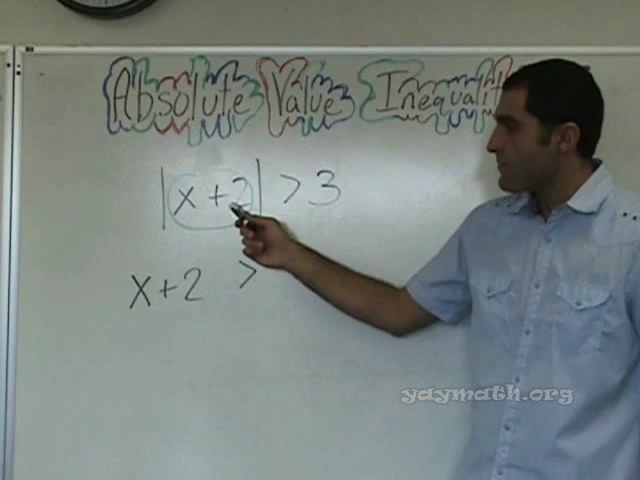 Absolute Value Inequalit
|x+2| > 3
x+2 >
yaymath.org